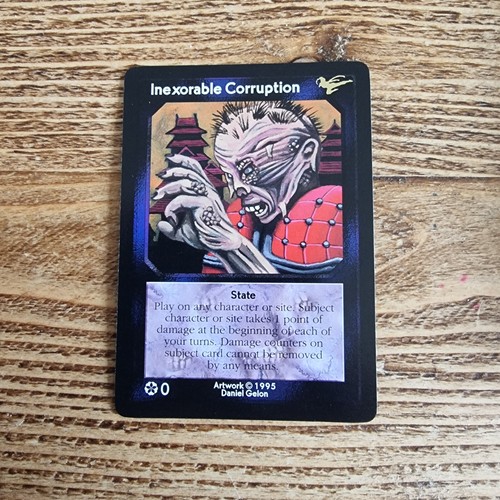 Inexorable Corruption
State
Play on any character or site. Subject
character or site takes 1 point of
damage at the beginning of each of
your turns. Damage counters on
subject card cannot be removed
by any means.
0
Artwork © 1995
Daniel Gelon